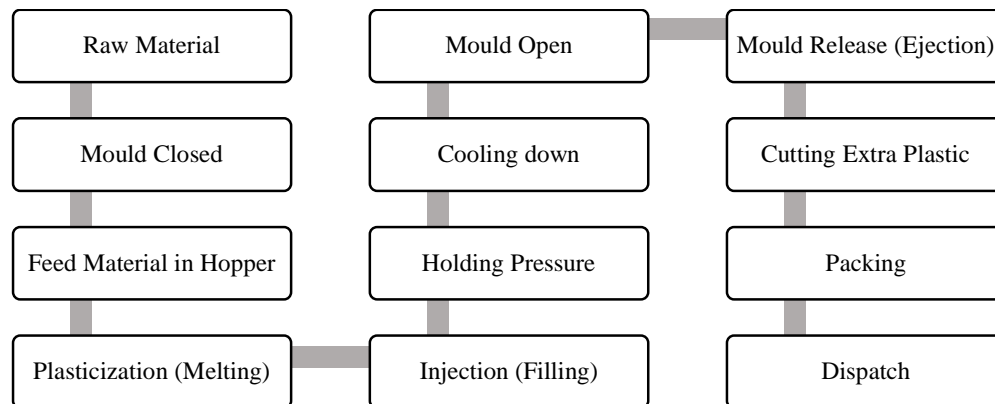 Raw Material
Mould Closed
Feed Material in Hopper
Plasticization (Melting)
Injection (Filling)
Holding Pressure
Cooling down
Mould Open
Mould Release (Ejection)
Cutting Extra Plastic
Packing
Dispatch